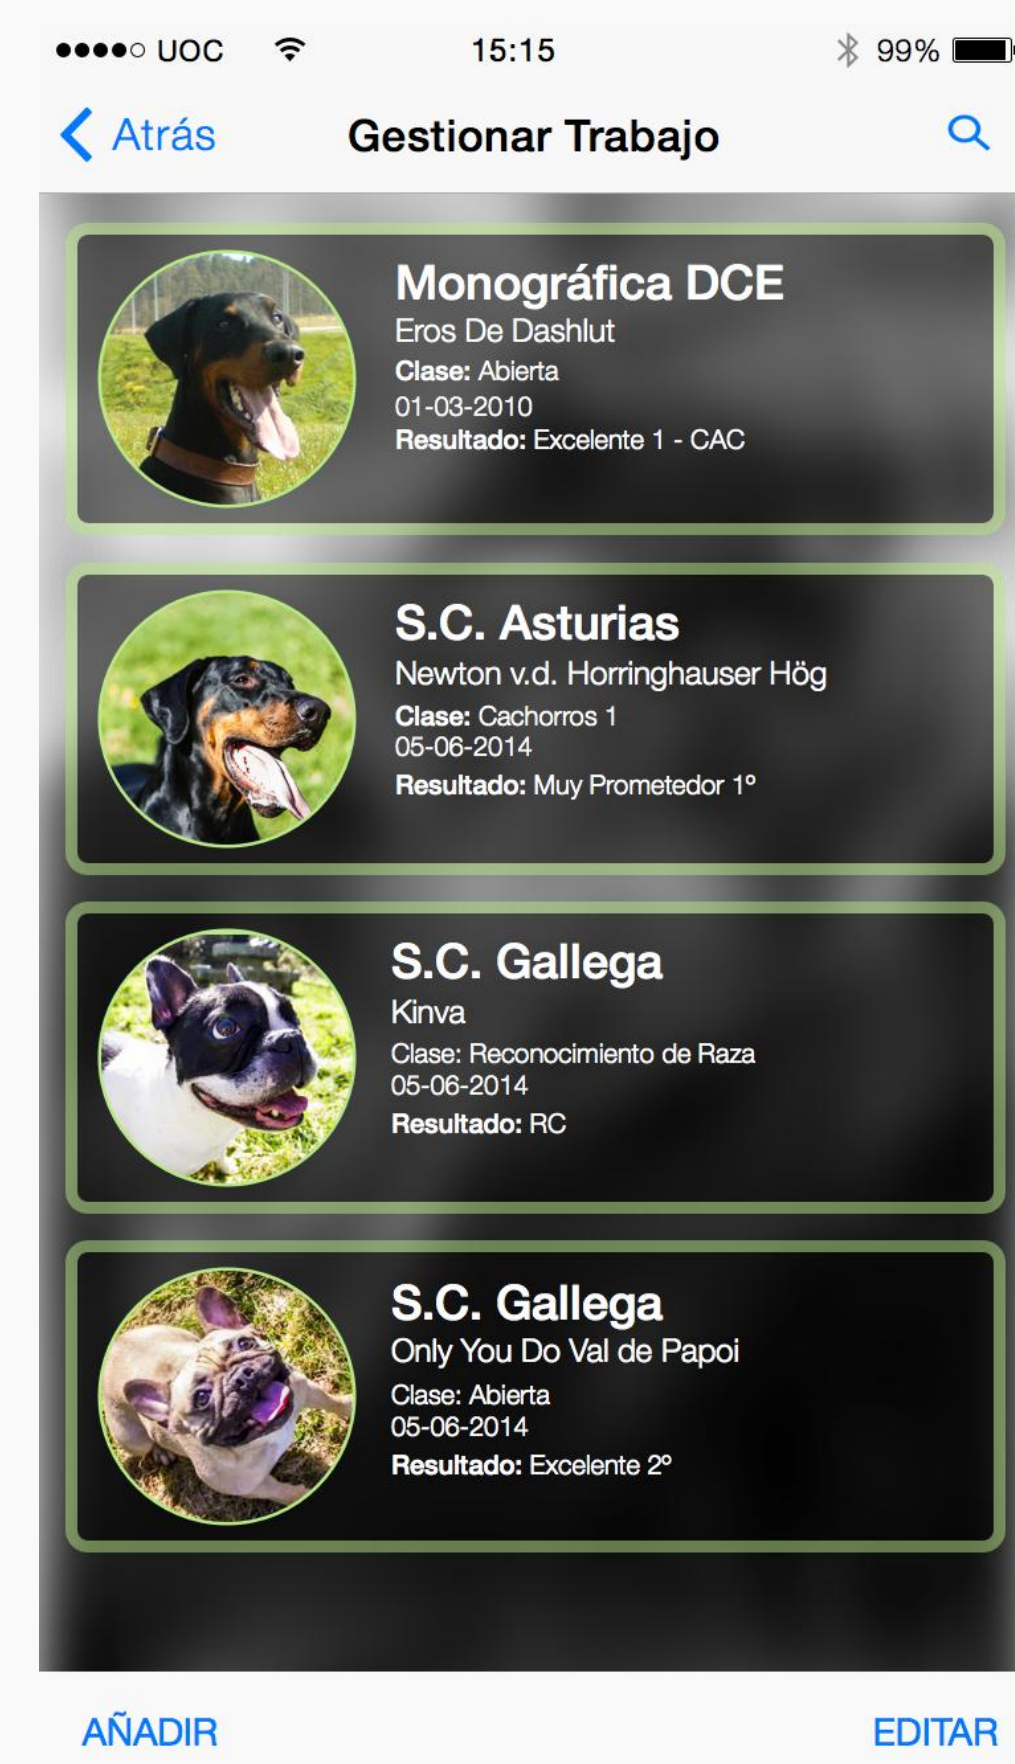 UOC 15:15 99%
Atrás Gestionar Trabajo
Monográfica DCE
Eros De Dashlut
Clase: Abierta
01-03-2010
Resultado: Excelente 1 - CAC
S.C. Asturias
Newton v.d. Horringhauser Hög
Clase: Cachorros 1
05-06-2014
Resultado: Muy Prometedor 1º
S.C. Gallega
Kinva
Clase: Reconocimiento de Raza
05-06-2014
Resultado: RC
S.C. Gallega
Only You Do Val de Papoi
Clase: Abierta
05-06-2014
Resultado: Excelente 2º
AÑADIR EDITAR